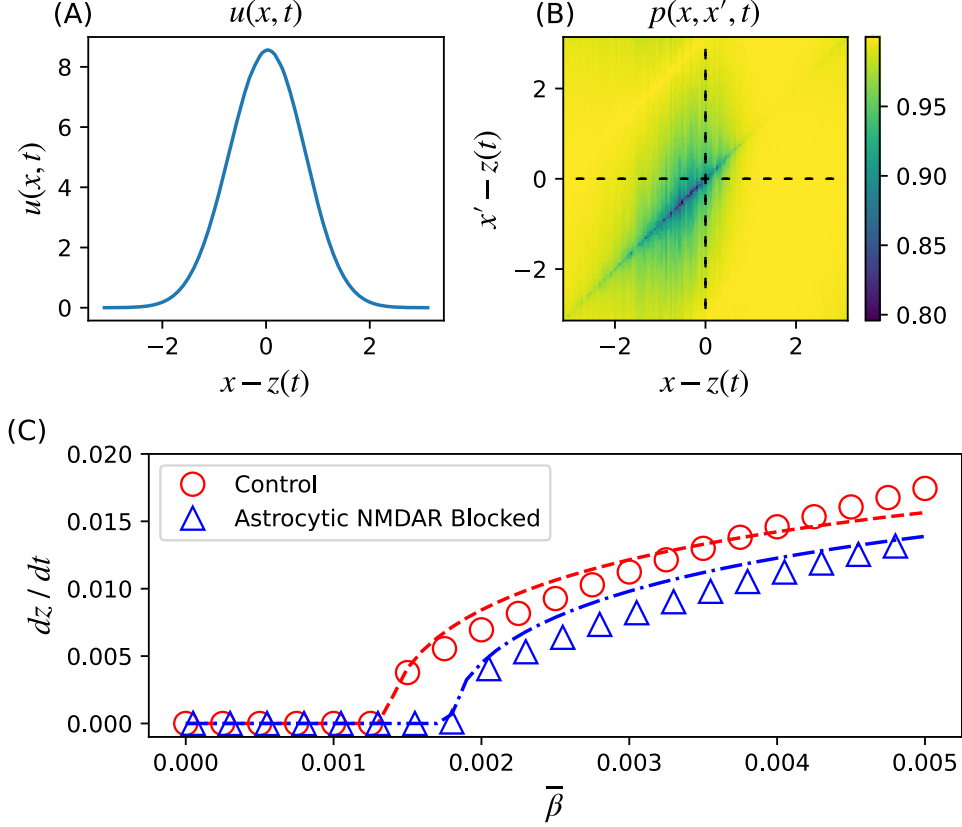 (A)
u(x, t)
8
6
4
2
0
u(x, t)
−2
0
2
x − z(t)
(B)
p(x, x′, t)
2
0
−2
x′ − z(t)
−2
0
2
x − z(t)
0.95
0.90
0.85
0.80
(C)
0.020
0.015
0.010
0.005
0.000
dz / dt
Control
Astrocytic NMDAR Blocked
0.000
0.001
0.002
0.003
0.004
0.005
β̅